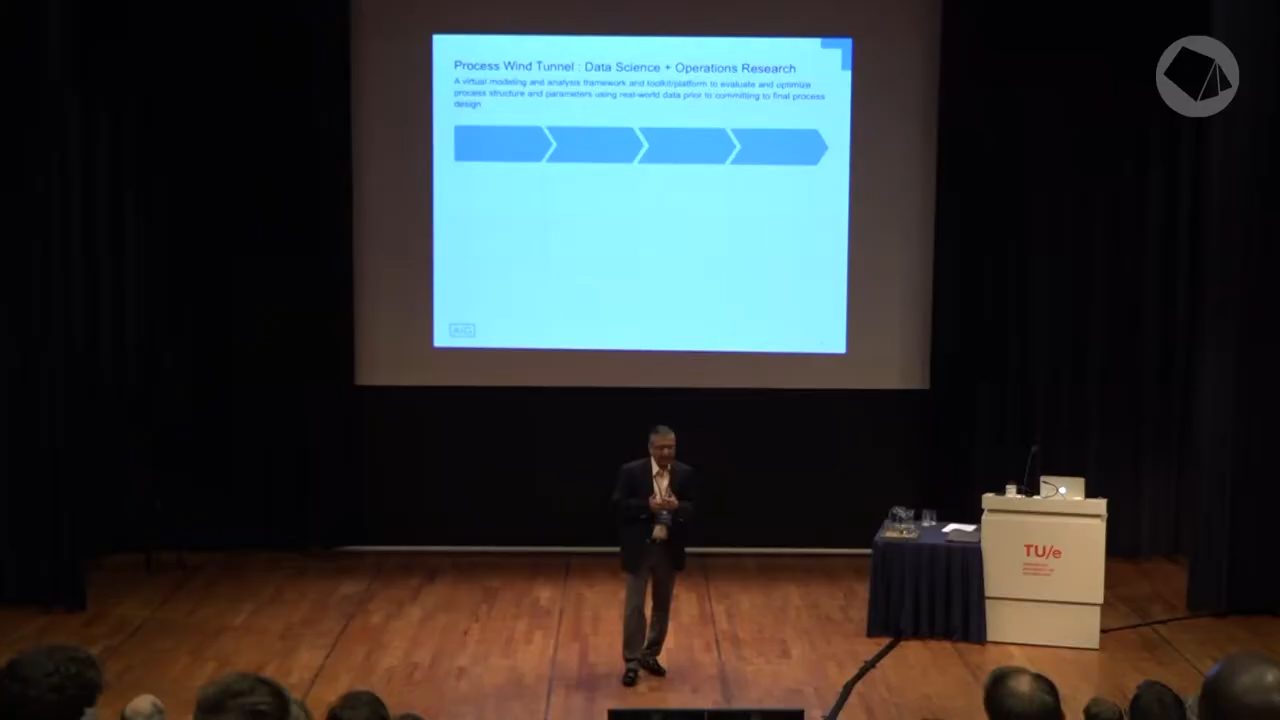 Process Wind Tunnel : Data Science + Operations Research
A virtual modeling and analysis framework and toolkit/platform to evaluate and optimize
process structure and parameters using real-world data prior to committing to final process
design
AIG
TU/e